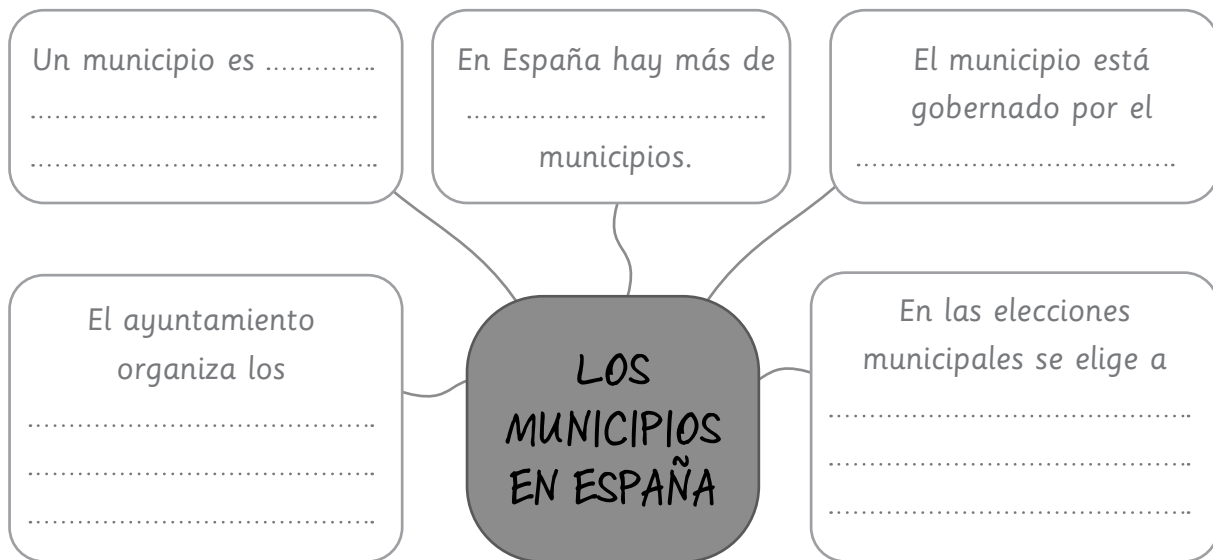 Un municipio es ..............
..........................................
..........................................
En España hay más de
....................................
municipios.
El municipio está
gobernado por el
.......................................
El ayuntamiento
organiza los
..........................................
..........................................
..........................................
LOS
MUNICIPIOS
EN ESPAÑA
En las elecciones
municipales se elige a
............................................
............................................
............................................